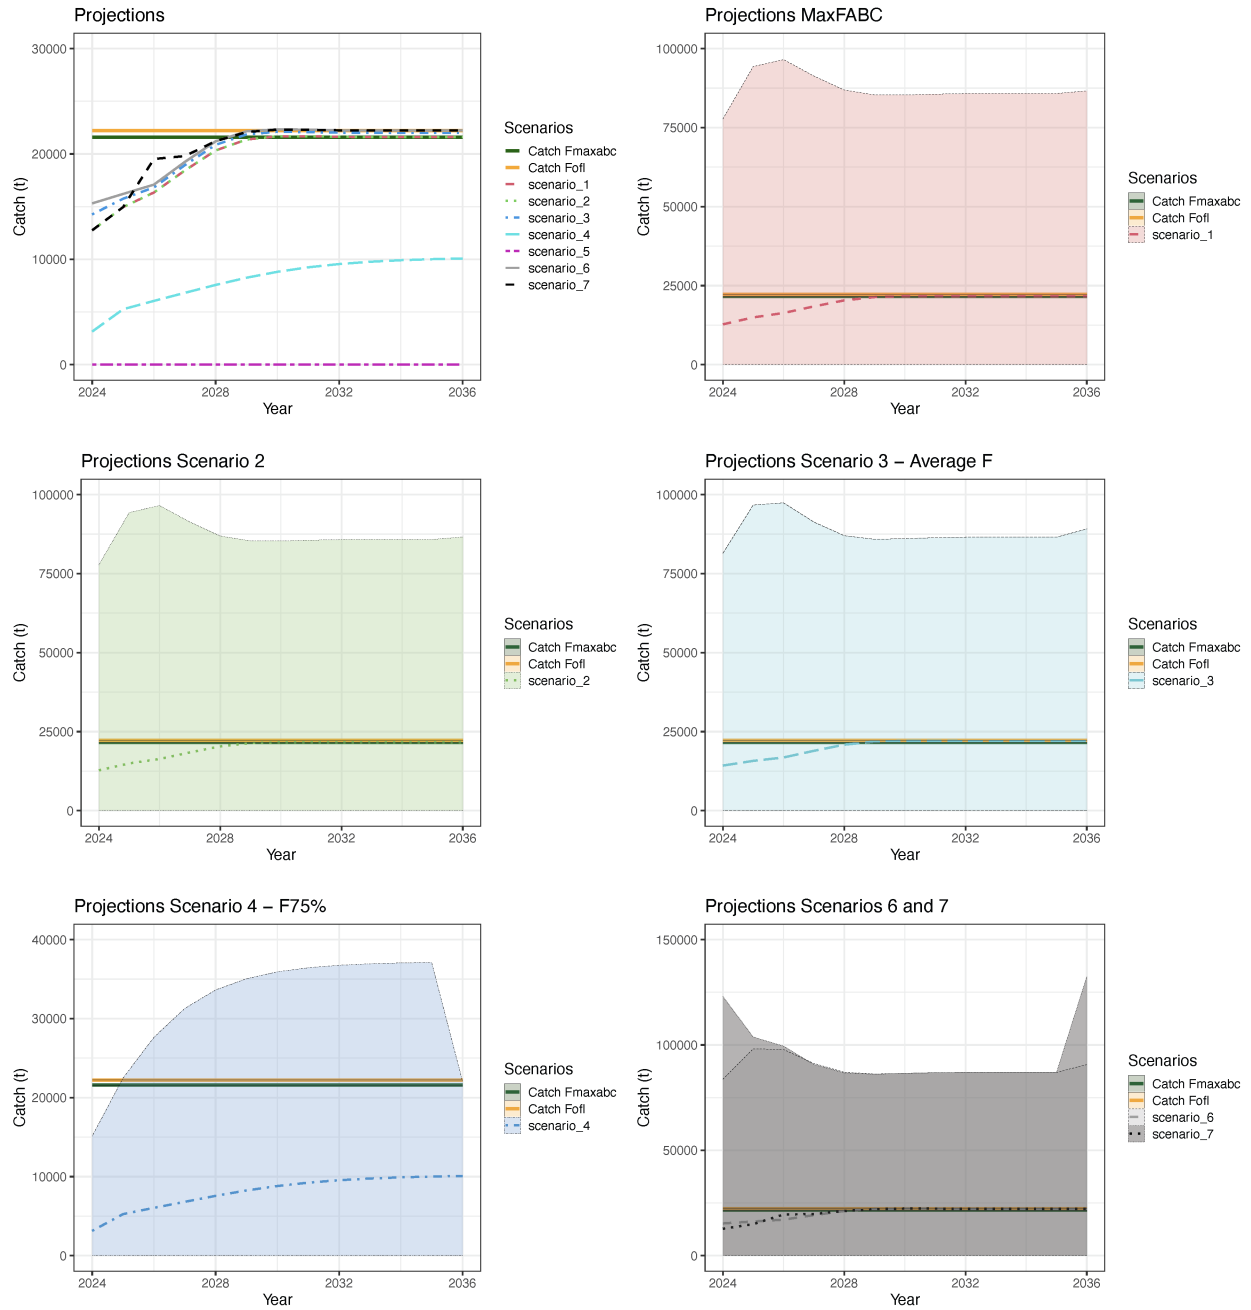 Projections
Catch (t)
30000
20000
10000
0
2024
2028
2032
2036
Year
Scenarios
Catch Fmaxabc
Catch Fofl
scenario_1
scenario_2
scenario_3
scenario_4
scenario_5
scenario_6
scenario_7
Projections MaxFABC
Catch (t)
100000
75000
50000
25000
0
2024
2028
2032
2036
Year
Scenarios
Catch Fmaxabc
Catch Fofl
scenario_1
Projections Scenario 2
Catch (t)
100000
75000
50000
25000
0
2024
2028
2032
2036
Year
Scenarios
Catch Fmaxabc
Catch Fofl
scenario_2
Projections Scenario 3 – Average F
Catch (t)
100000
75000
50000
25000
0
2024
2028
2032
2036
Year
Scenarios
Catch Fmaxabc
Catch Fofl
scenario_3
Projections Scenario 4 – F75%
Catch (t)
40000
30000
20000
10000
0
2024
2028
2032
2036
Year
Scenarios
Catch Fmaxabc
Catch Fofl
scenario_4
Projections Scenarios 6 and 7
Catch (t)
150000
100000
50000
0
2024
2028
2032
2036
Year
Scenarios
Catch Fmaxabc
Catch Fofl
scenario_6
scenario_7